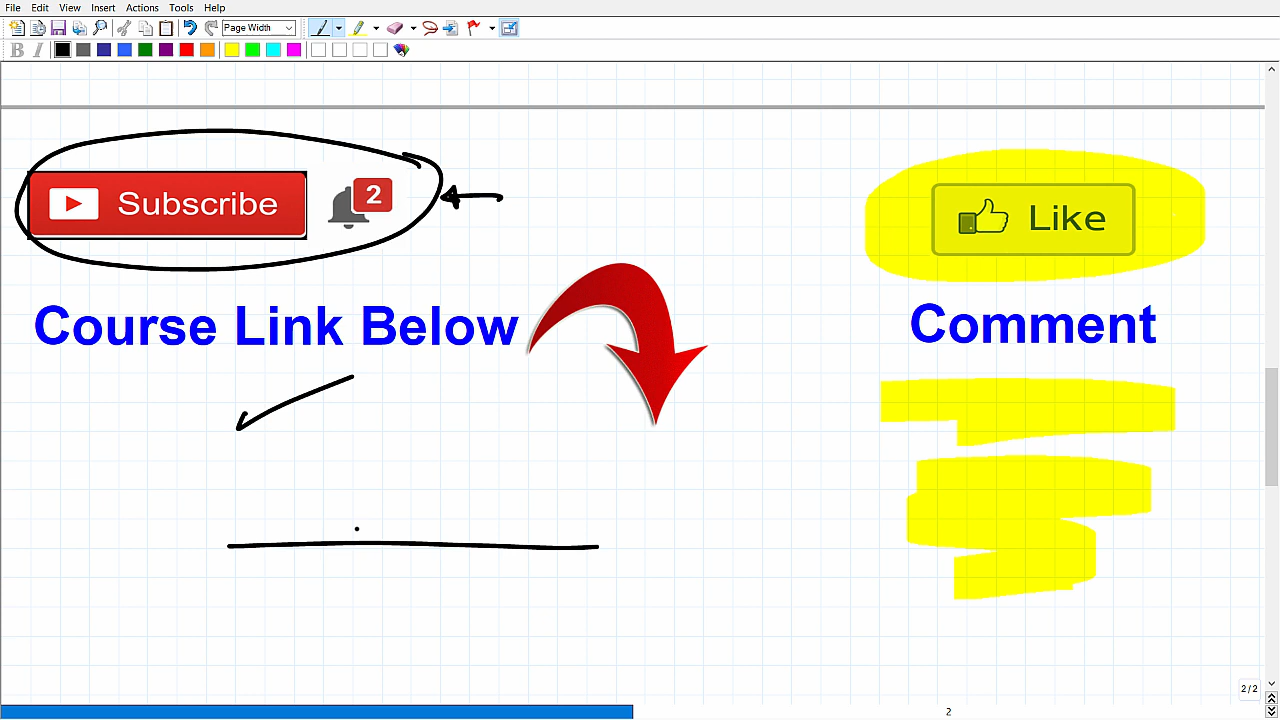 File Edit View Insert Actions Tools Help
Page Width
B I
Subscribe 2
Like
Course Link Below
Comment
2/2
2